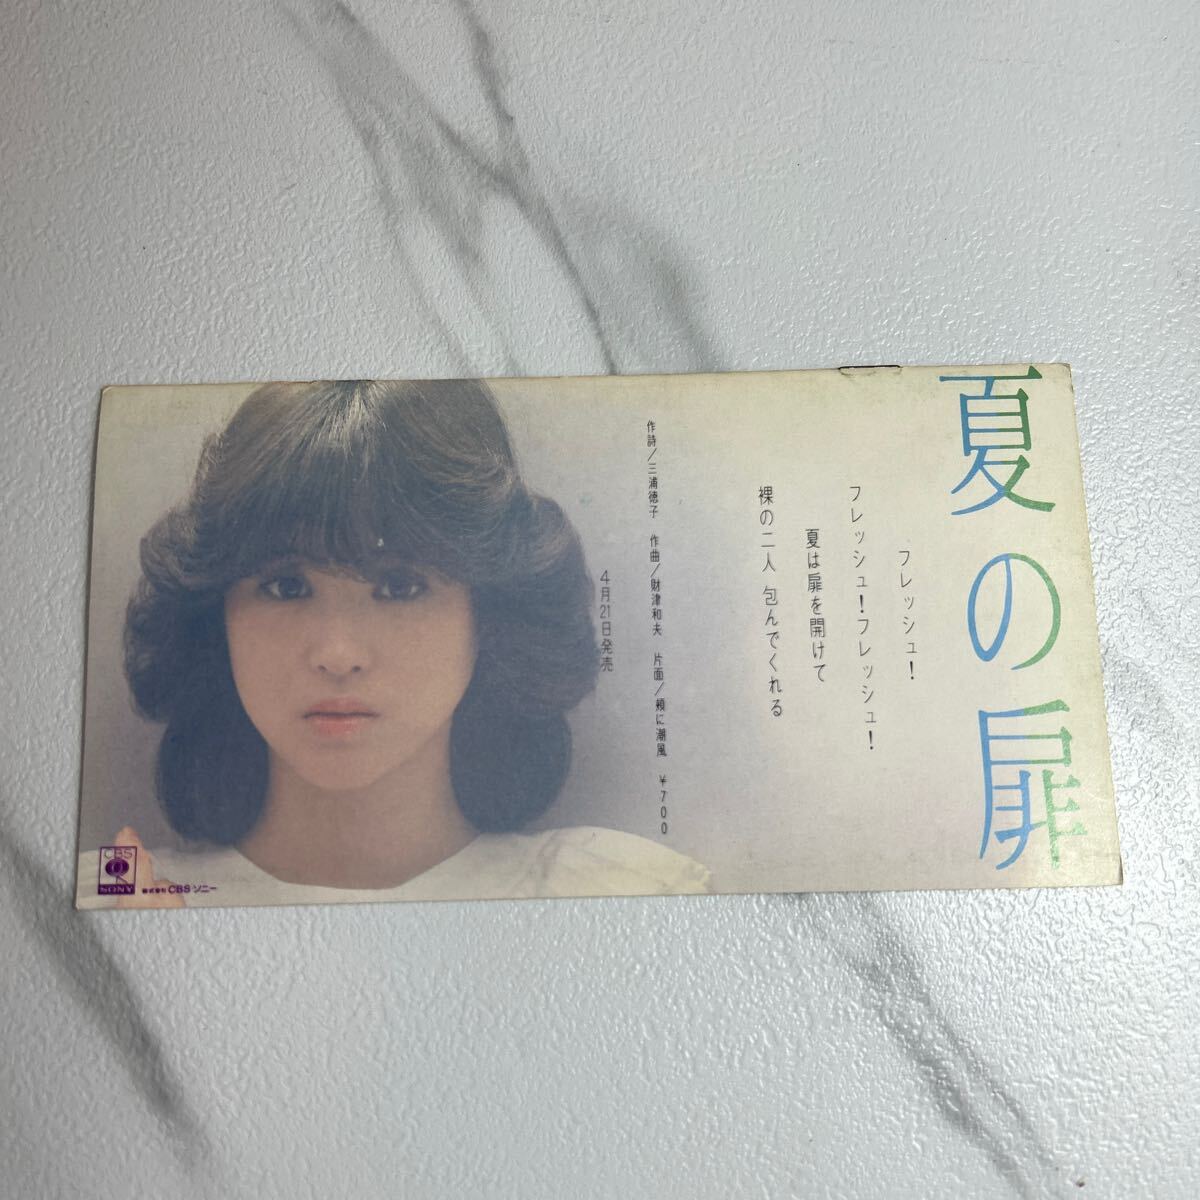 夏の扉
フレッシュ!
フレッシュ!フレッシュ!
夏は扉を開けて
裸の二人 包んでくれる
作詩/三浦徳子 作曲/財津和夫 片面/頬に潮風 ¥700
4月21日発売
CBS
SONY
株式会社 CBSソニー